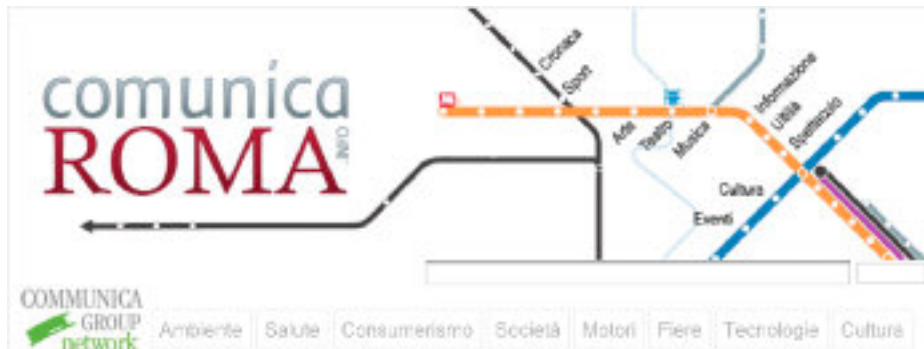 comunica
ROMA
.INFO
Cronaca
Sport
Arte
Teatro
Musica
Informazione
Utilità
Spettacolo
Cultura
Eventi
COMMUNICA
GROUP
network
Ambiente Salute Consumerismo Società Motori Fiere Tecnologie Cultura